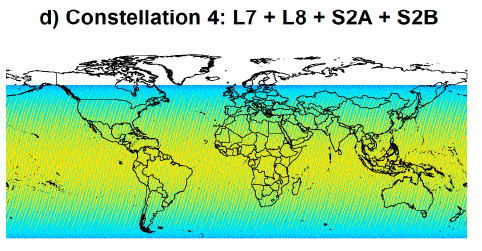 d) Constellation 4: L7 + L8 + S2A + S2B